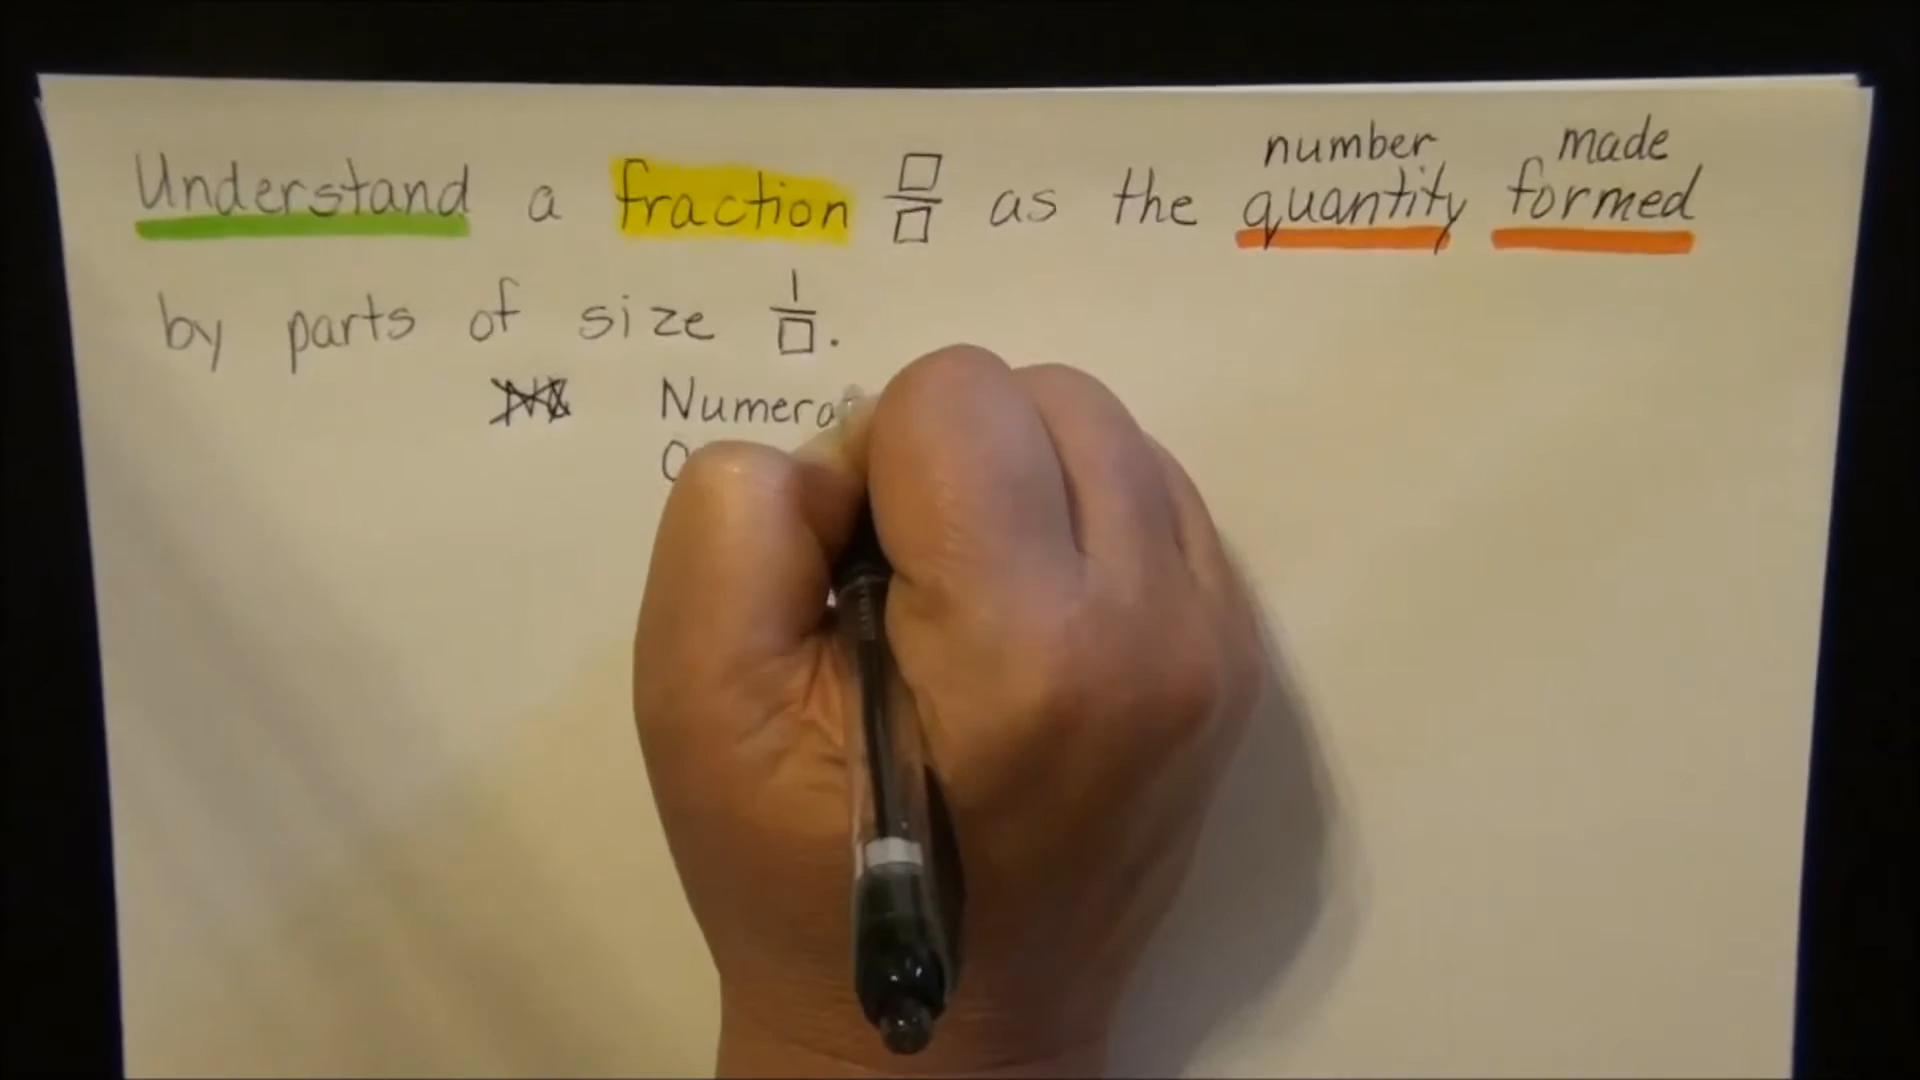 number made
Understand a fraction □/□ as the quantity formed
by parts of size 1/□.
Numera